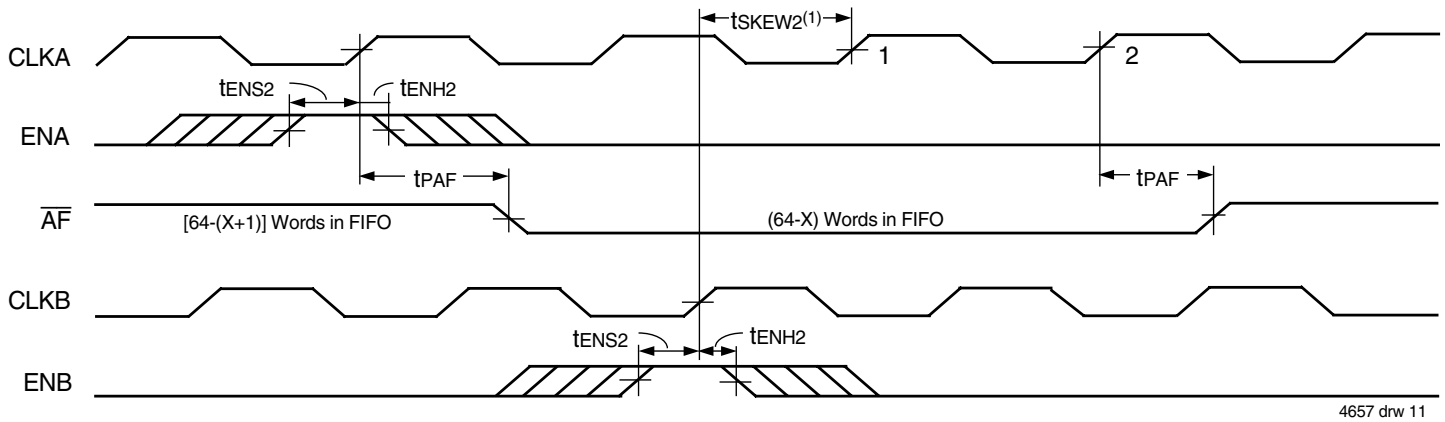 tSKEW2(1)
CLKA
1
2
tENS2
tENH2
ENA
tPAF
tPAF
AF
[64-(X+1)] Words in FIFO
(64-X) Words in FIFO
CLKB
tENS2
tENH2
ENB
4657 drw 11